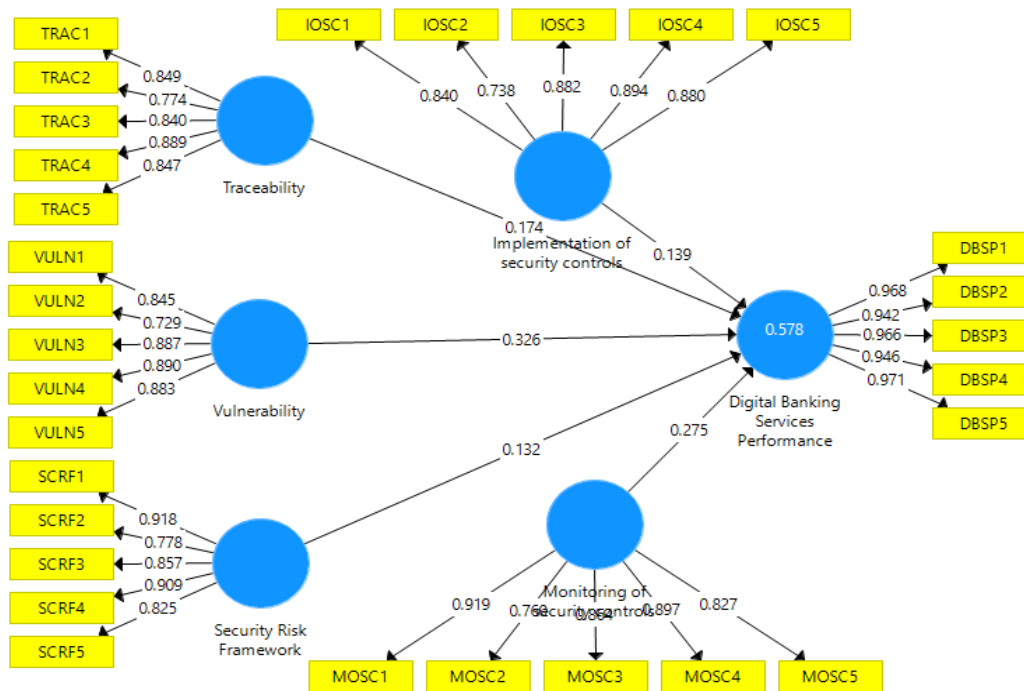 TRAC1
TRAC2
TRAC3
TRAC4
TRAC5
0.849
0.774
0.840
0.889
0.847
Traceability
IOSC1
IOSC2
IOSC3
IOSC4
IOSC5
0.840
0.738
0.882
0.894
0.880
Implementation of
security controls
0.174
0.139
VULN1
VULN2
VULN3
VULN4
VULN5
0.845
0.729
0.887
0.890
0.883
Vulnerability
0.326
0.578
Digital Banking
Services
Performance
DBSP1
DBSP2
DBSP3
DBSP4
DBSP5
0.968
0.942
0.966
0.946
0.971
SCRF1
SCRF2
SCRF3
SCRF4
SCRF5
0.918
0.778
0.857
0.909
0.825
Security Risk
Framework
0.132
0.275
Monitoring of
security controls
0.919
0.897
0.827
MOSC1
MOSC2
MOSC3
MOSC4
MOSC5